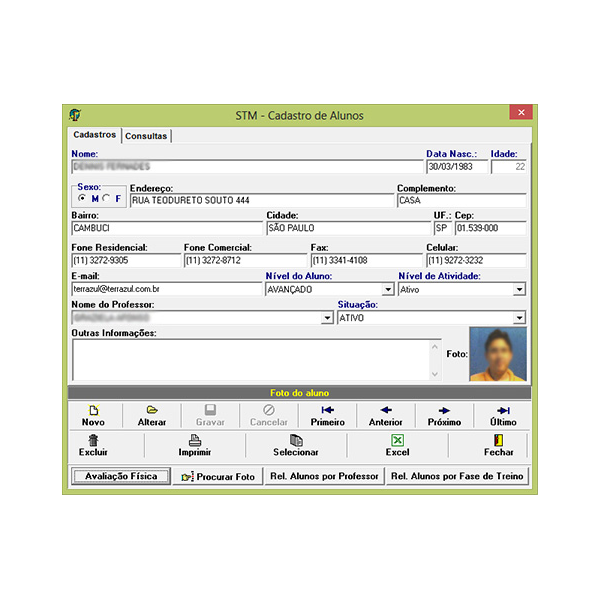 STM - Cadastro de Alunos
Cadastros Consultas
Nome: Data Nasc.: Idade:
30/03/1983 22
Sexo: Endereço: Complemento:
M F RUA TEODURETO SOUTO 444 CASA
Bairro: Cidade: UF.: Cep:
CAMBUCI SÃO PAULO SP 01.539-000
Fone Residencial: Fone Comercial: Fax: Celular:
(11) 3272-9305 (11) 3272-8712 (11) 3341-4108 (11) 9272-3232
E-mail: Nível do Aluno: Nível de Atividade:
terrazul@terrazul.com.br AVANÇADO Ativo
Nome do Professor: Situação:
ATIVO
Outras Informações:
Foto:
Foto do aluno
Novo Alterar Gravar Cancelar Primeiro Anterior Próximo Último
Excluir Imprimir Selecionar Excel Fechar
Avaliação Física Procurar Foto Rel. Alunos por Professor Rel. Alunos por Fase de Treino